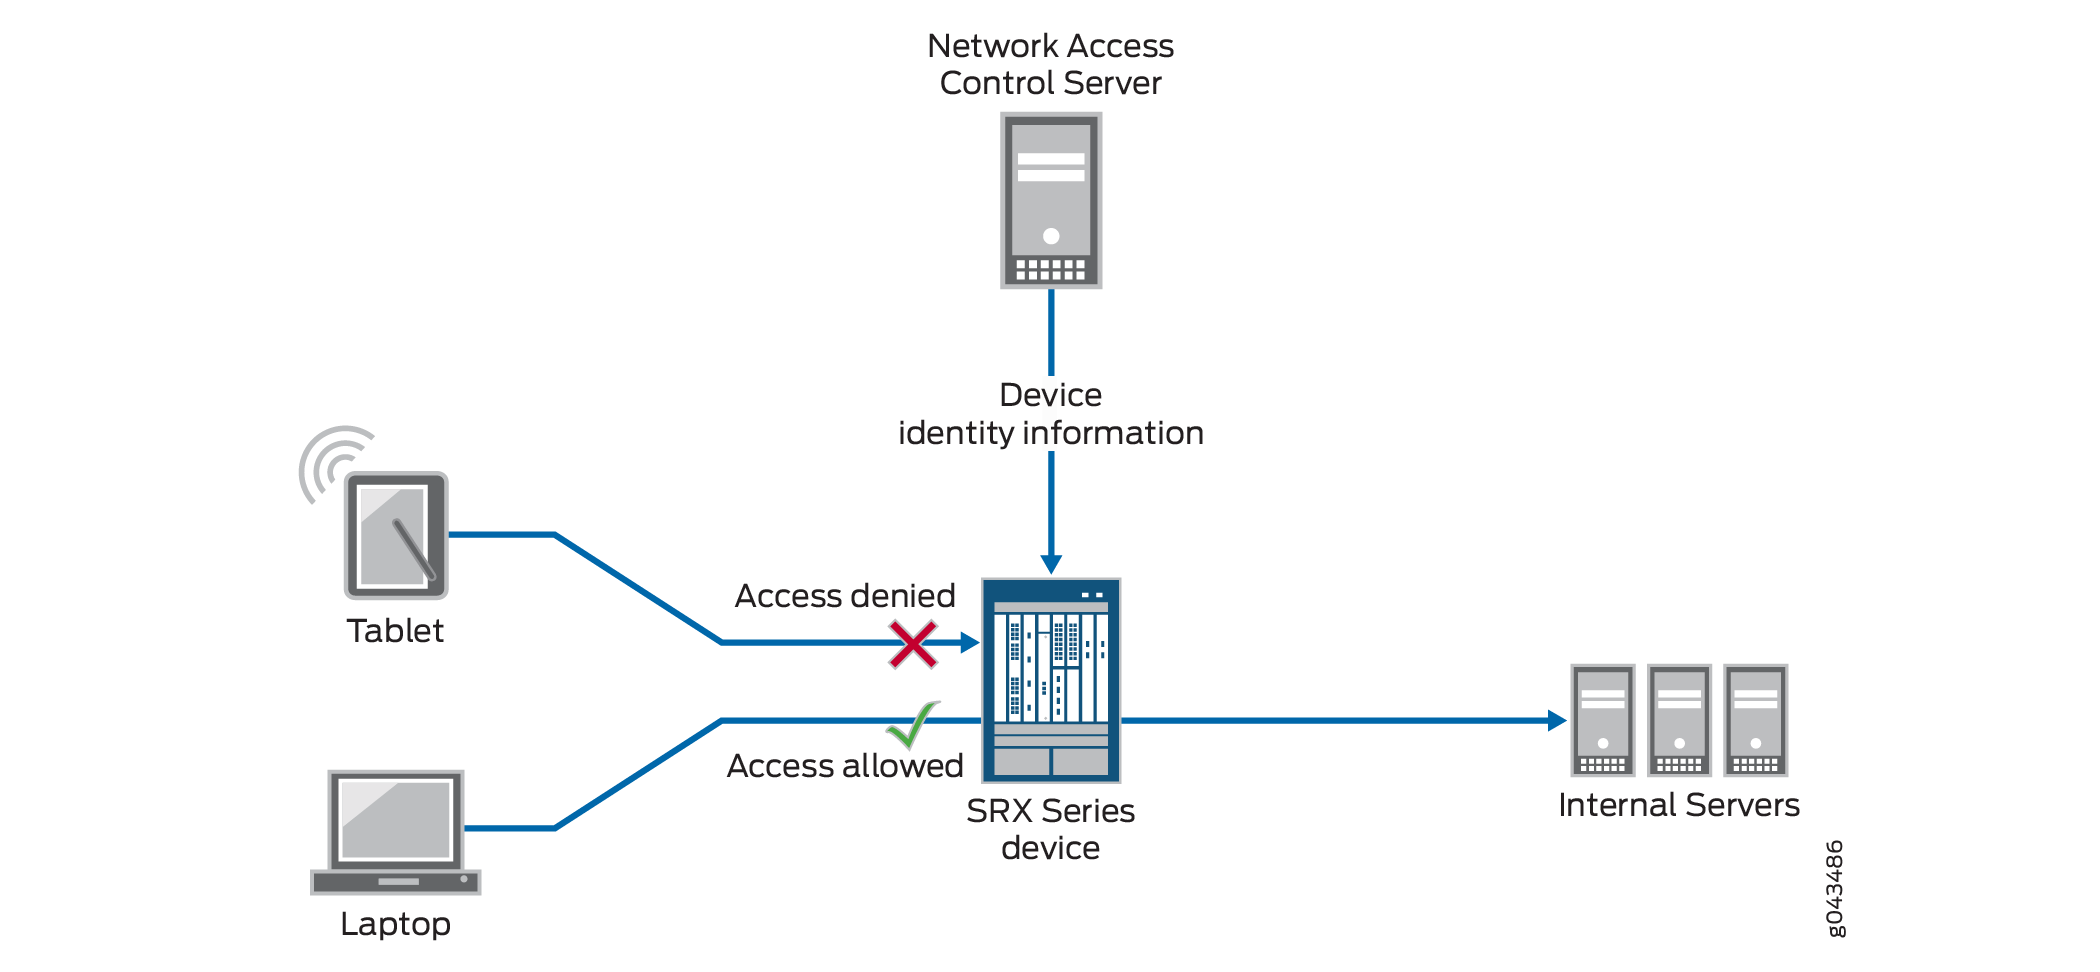 Network Access
Control Server
Device
identity information
Access denied
Tablet
Access allowed
SRX Series
device
Internal Servers
Laptop
g043486